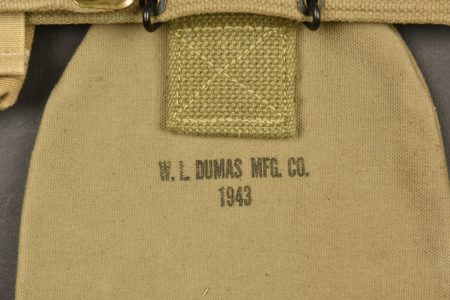 W. L. DUMAS MFG. CO.
1943